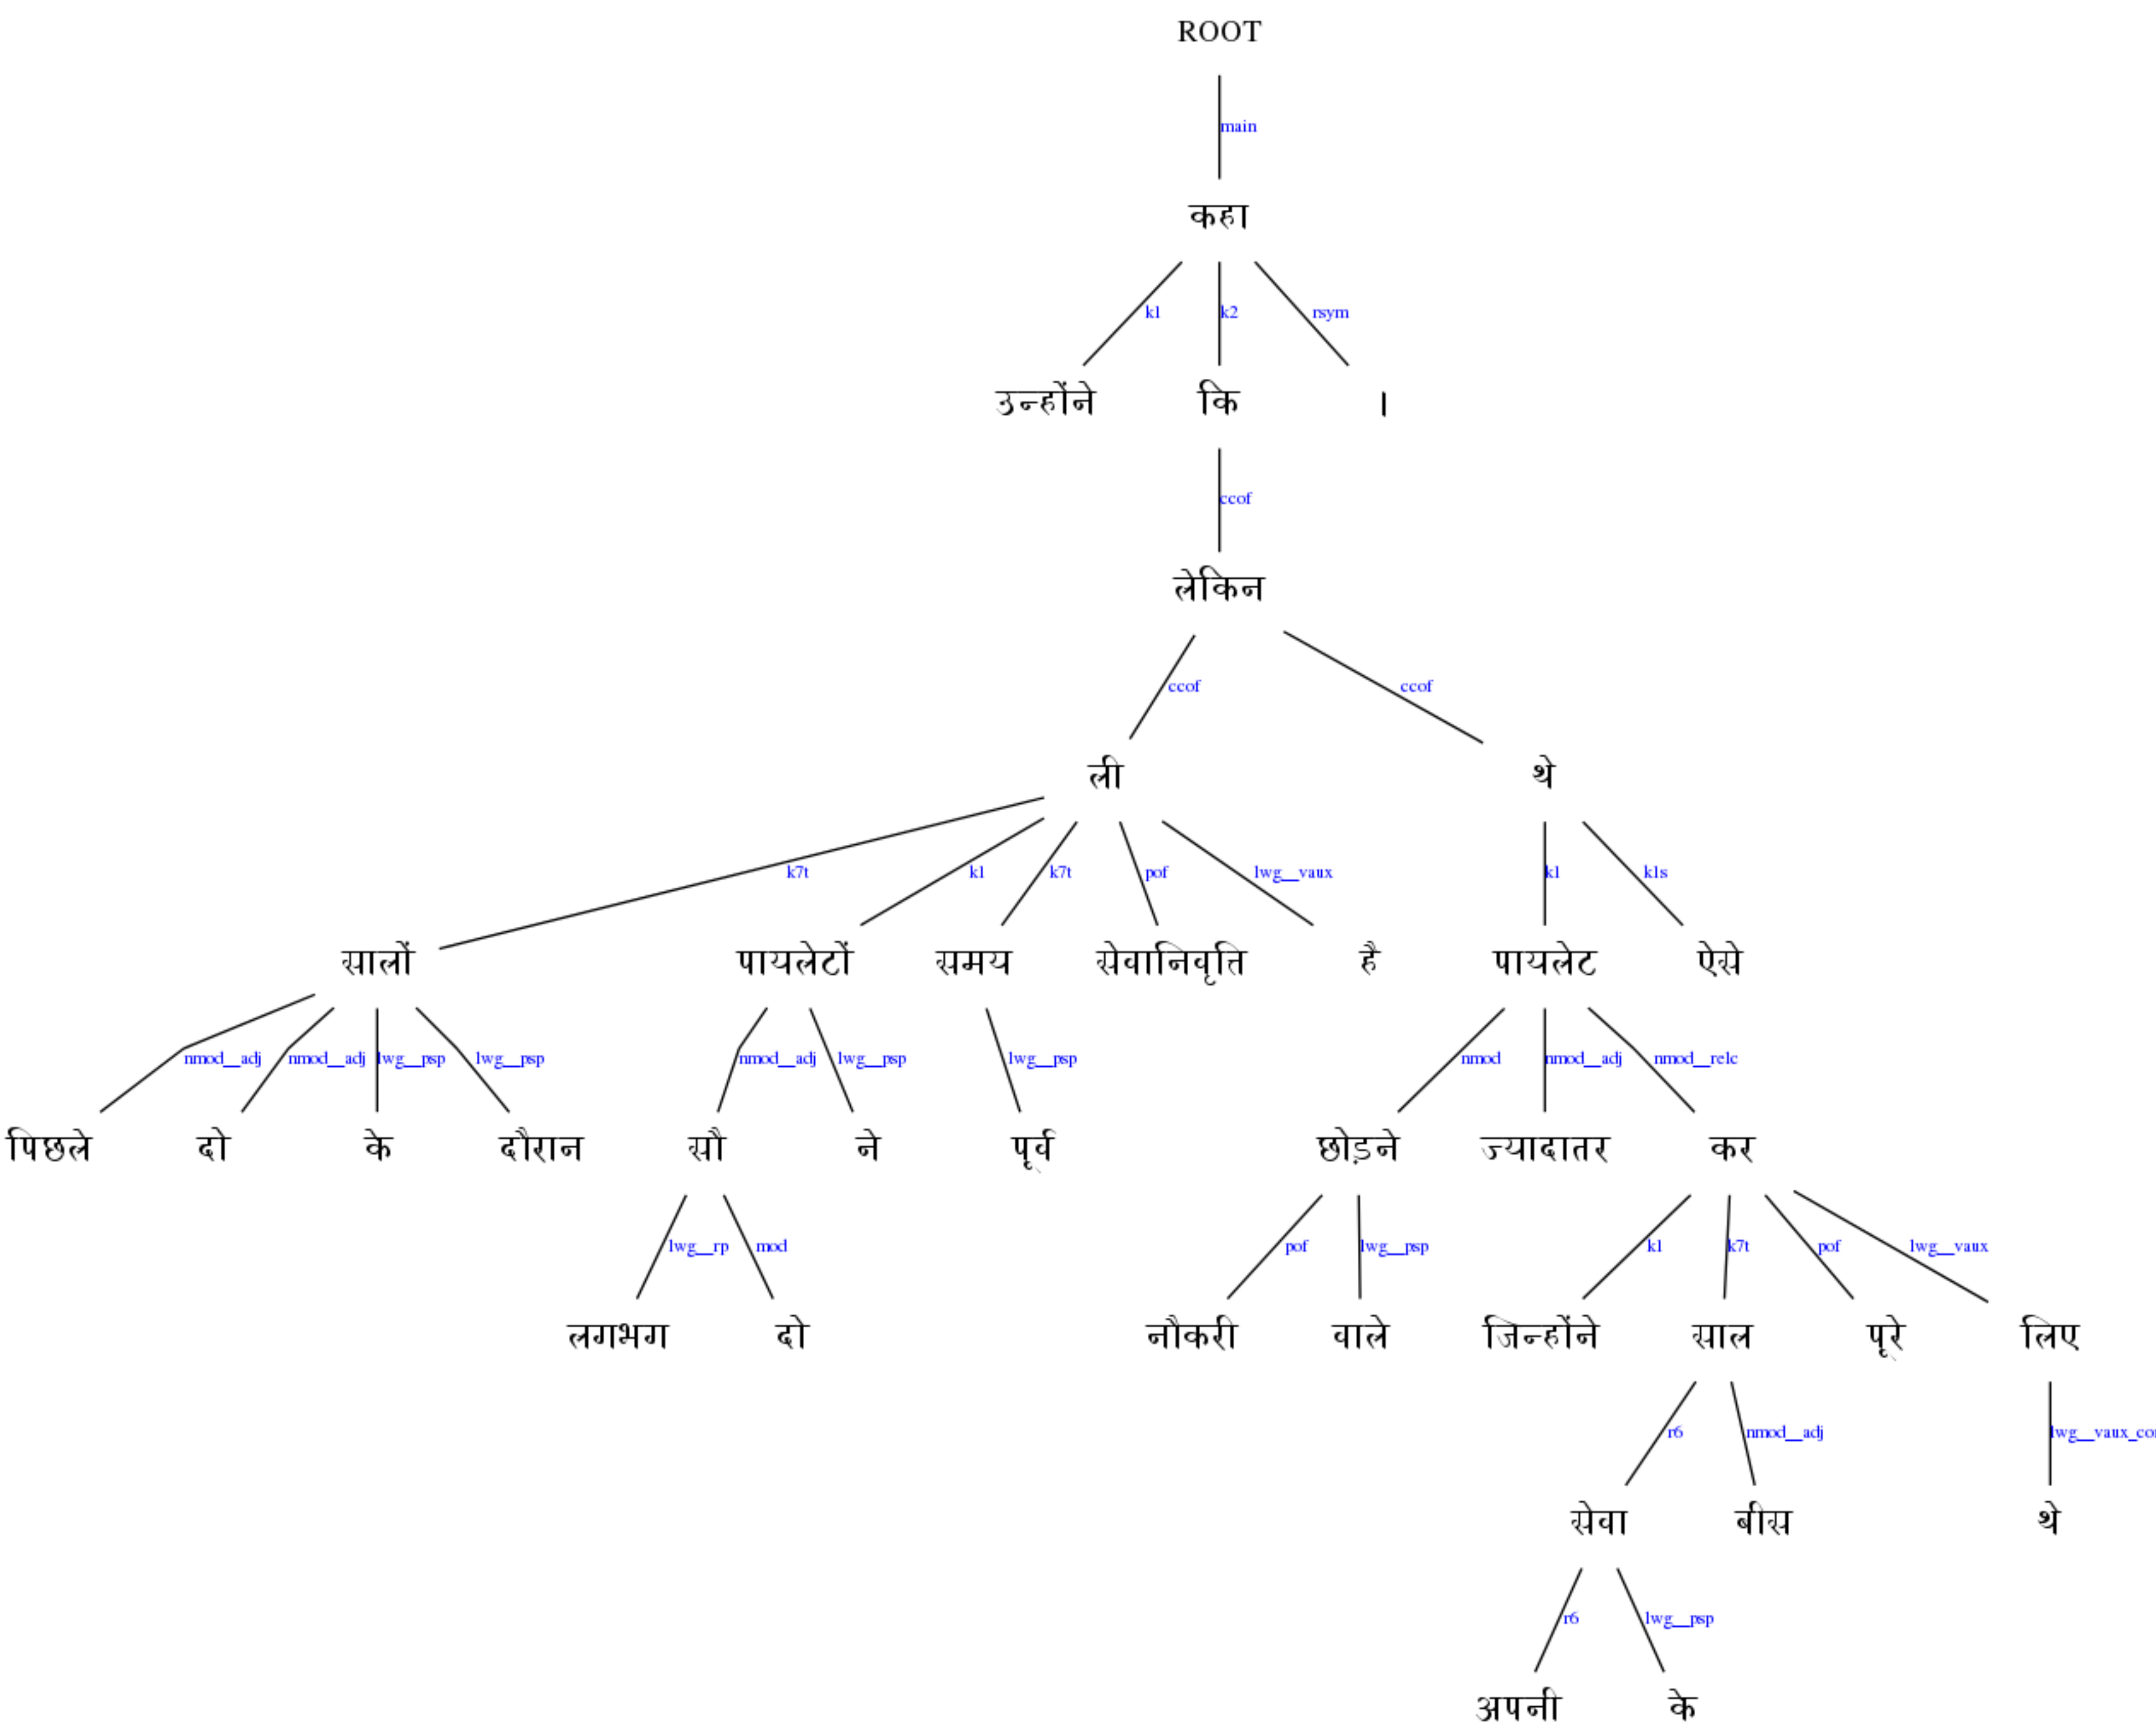 ROOT
main
कहा
k1 k2 rsym
उन्होंने कि ।
ccof
लेकिन
ccof ccof
ली थे
k7t k1 k7t pof lwg__vaux k1 k1s
सालों पायलेटों समय सेवानिवृत्ति है पायलेट ऐसे
nmod__adj nmod__adj lwg__psp lwg__psp nmod__adj lwg__psp lwg__psp nmod nmod__adj nmod__relc
पिछले दो के दौरान सौ ने पूर्व छोड़ने ज्यादातर कर
lwg__rp mod pof lwg__psp k1 k7t pof lwg__vaux
लगभग दो नौकरी वाले जिन्होंने साल पूरे लिए
r6 nmod__adj lwg__vaux_co
सेवा बीस थे
r6 lwg__psp
अपनी के